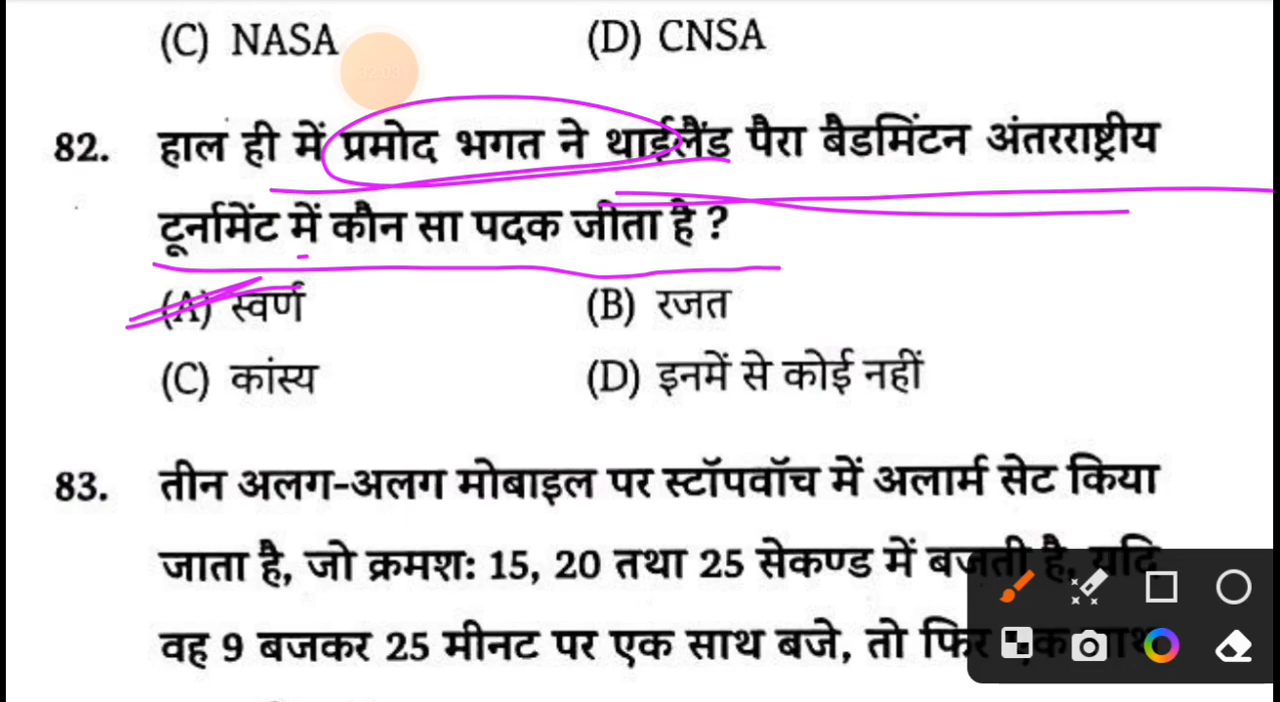 (C) NASA (D) CNSA
82. हाल ही में प्रमोद भगत ने थाईलैंड पैरा बैडमिंटन अंतरराष्ट्रीय
टूर्नामेंट में कौन सा पदक जीता है ?
(A) स्वर्ण (B) रजत
(C) कांस्य (D) इनमें से कोई नहीं
83. तीन अलग-अलग मोबाइल पर स्टॉपवॉच में अलार्म सेट किया
जाता है, जो क्रमशः 15, 20 तथा 25 सेकण्ड में बजती है, यदि
वह 9 बजकर 25 मीनट पर एक साथ बजे, तो फिर एक साथ